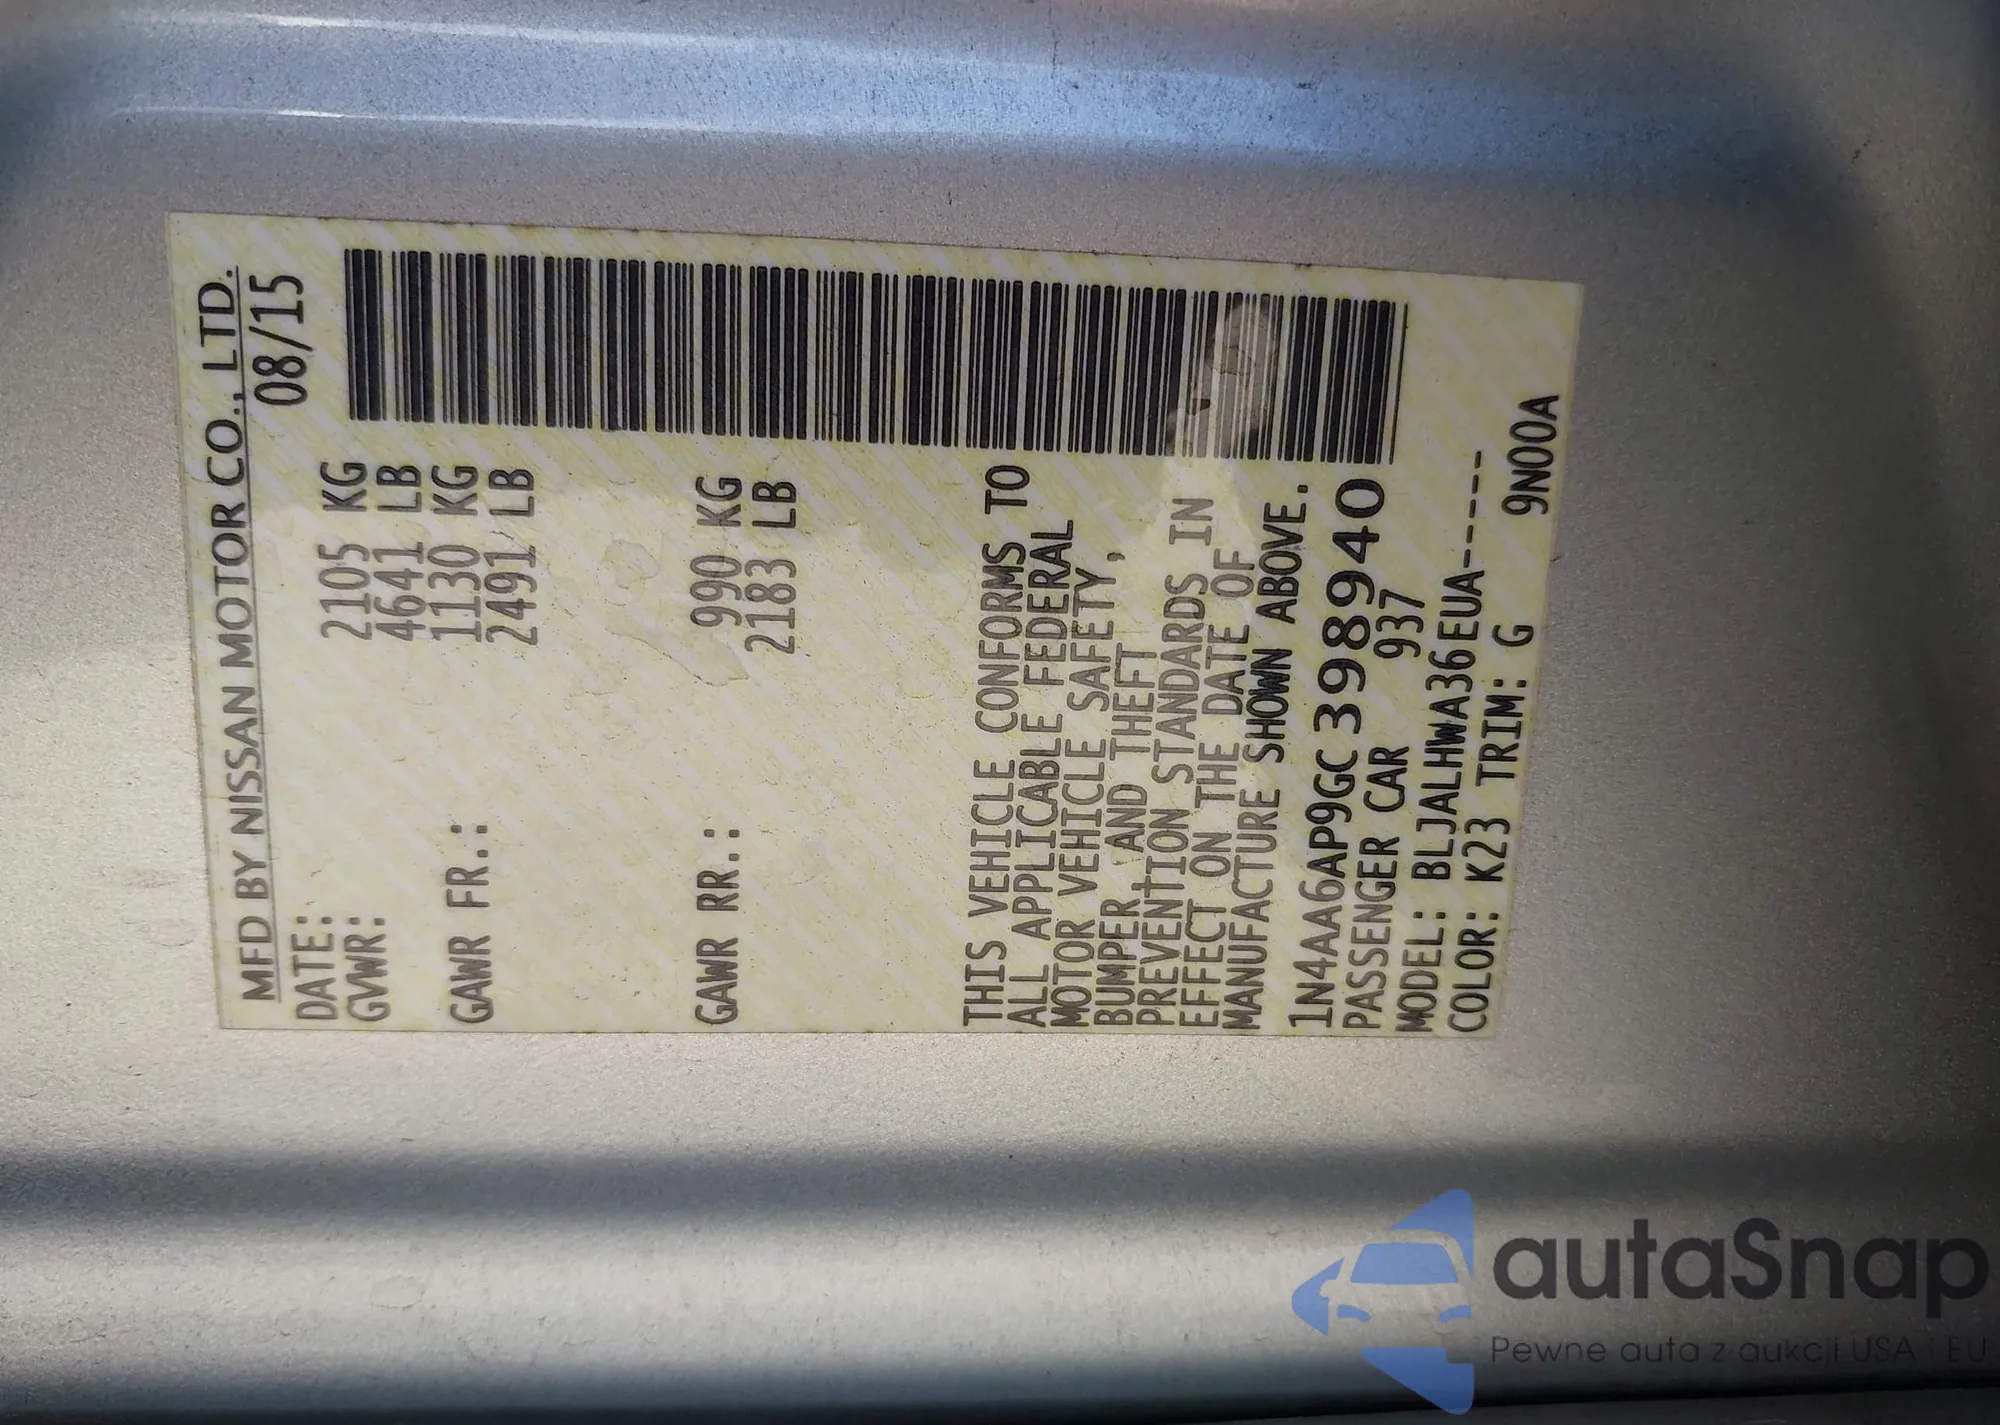 MFD BY NISSAN MOTOR CO., LTD.
DATE: 08/15
GVWR: 2105 KG
4641 LB
GAWR FR.: 1130 KG
2491 LB
GAWR RR.: 990 KG
2183 LB
THIS VEHICLE CONFORMS TO
ALL APPLICABLE FEDERAL
MOTOR VEHICLE SAFETY,
BUMPER AND THEFT
PREVENTION STANDARDS IN
EFFECT ON THE DATE OF
MANUFACTURE SHOWN ABOVE.
1N4AA6AP9GC398940
PASSENGER CAR 937
MODEL: BLJALHWA36EUA-----
COLOR: K23 TRIM: G 9N00A
autaSnap
Pewne auta z aukcji USA i EU